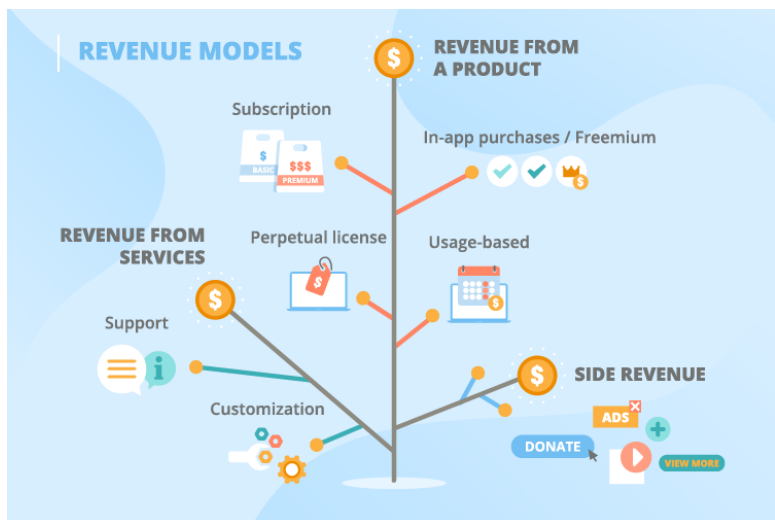 REVENUE MODELS
$
REVENUE FROM
A PRODUCT
Subscription
$
BASIC
$$$
PREMIUM
In-app purchases / Freemium
$
REVENUE FROM
SERVICES
Perpetual license
$
Usage-based
$
$
Support
i
Customization
$
SIDE REVENUE
ADS
X
+
DONATE
VIEW MORE